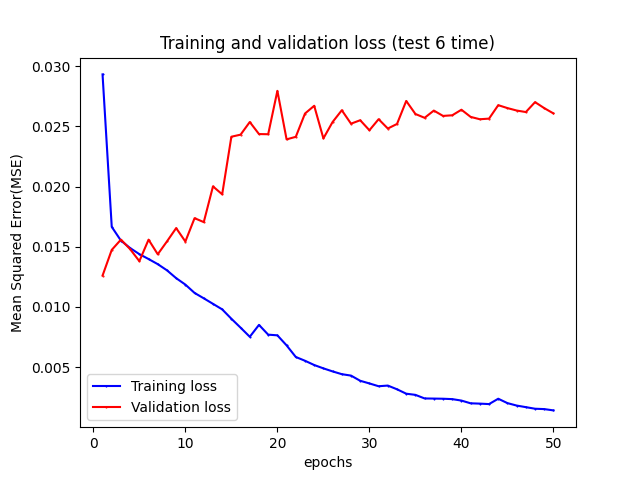 Training and validation loss (test 6 time)
0.030
0.025
0.020
0.015
0.010
0.005
Mean Squared Error(MSE)
Training loss
Validation loss
0 10 20 30 40 50
epochs